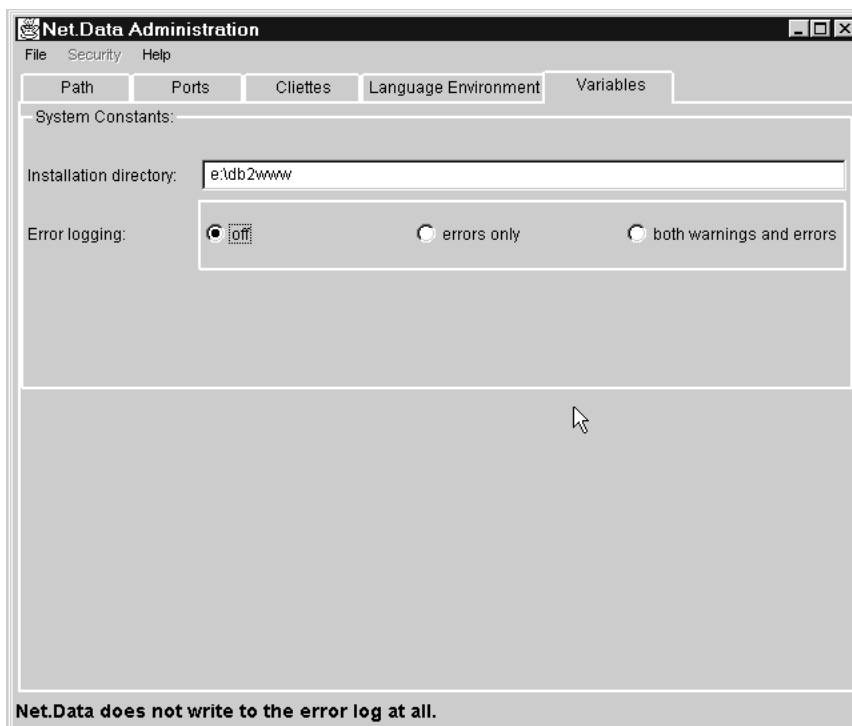 Net.Data Administration
File Security Help
Path Ports Cliettes Language Environment Variables
System Constants:
Installation directory: e:\db2www
Error logging: off errors only both warnings and errors
Net.Data does not write to the error log at all.